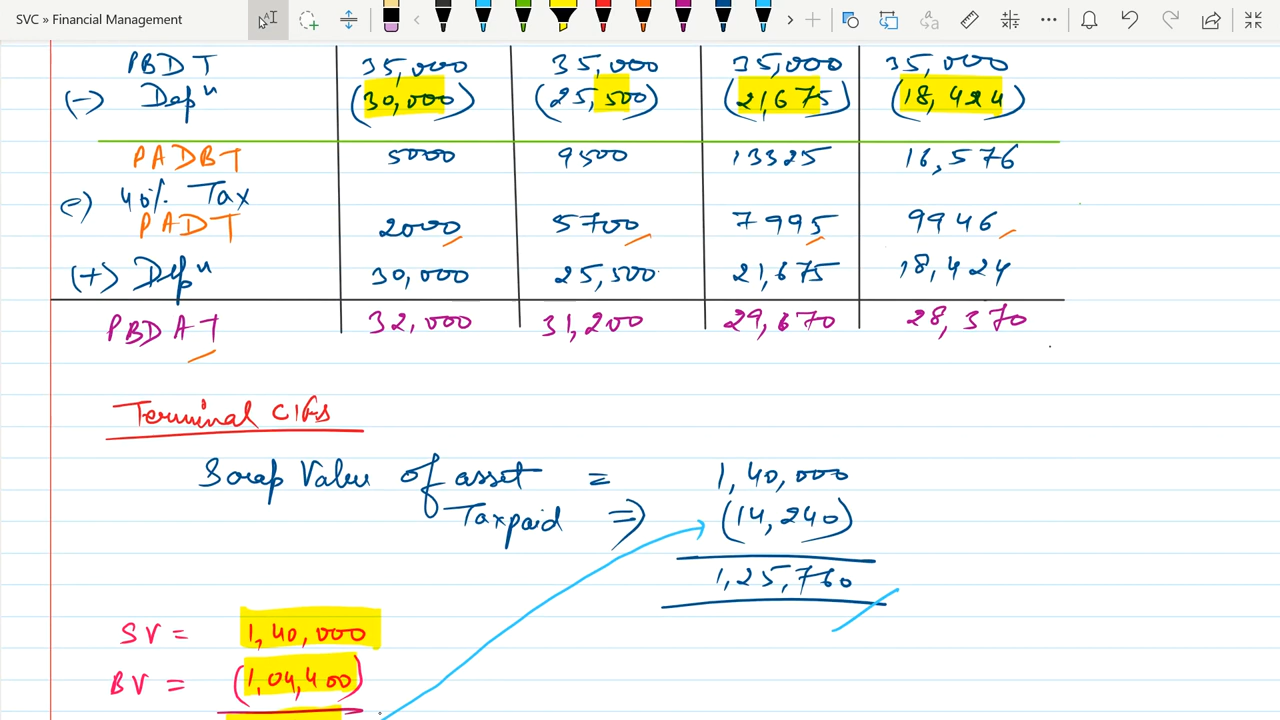 SVC » Financial Management
PBDT 35,000 35,000 35,000 35,000
(-) Depn (30,000) (25,500) (21,675) (18,424)
PADBT 5000 9500 13325 16,576
(-) 40% Tax
PADT 2000 5700 7995 9946
(+) Depn 30,000 25,500 21,675 18,424
PBDAT 32,000 31,200 29,670 28,370
Terminal CIFs
Scrap Value of asset = 1,40,000
Tax paid ⇒ (14,240)
1,25,760
SV = 1,40,000
BV = (1,04,400)